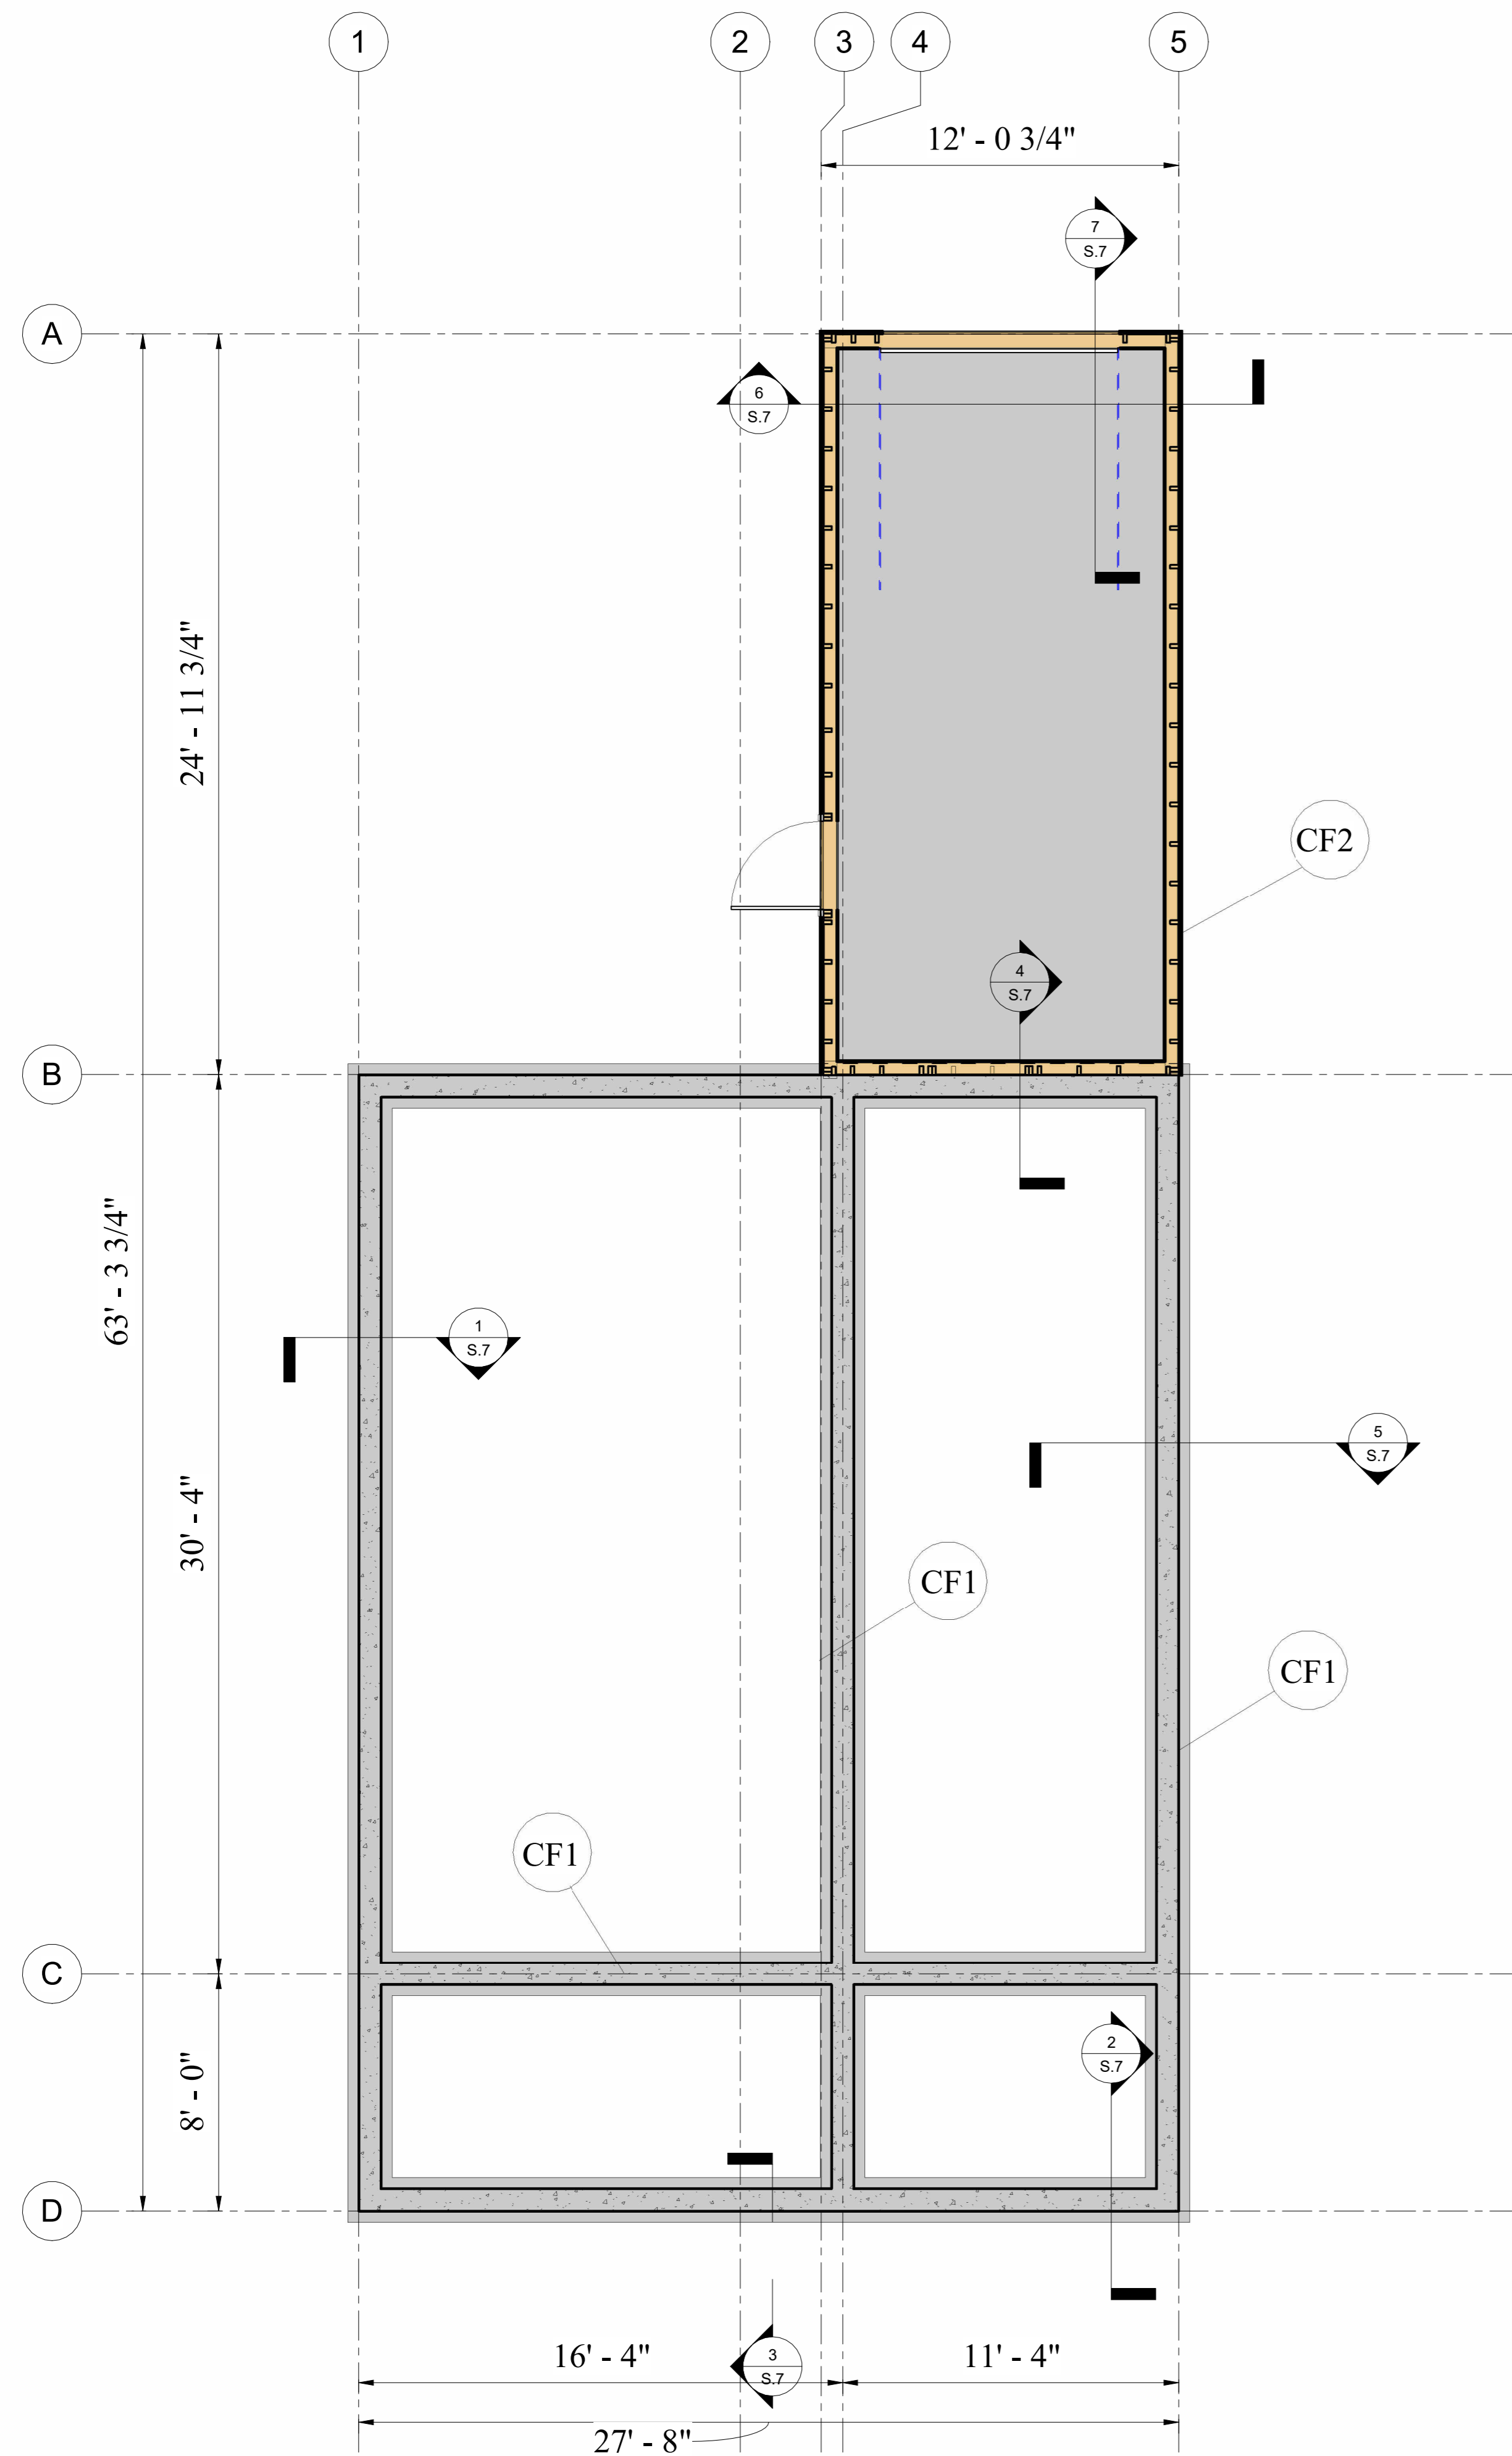 1
2
3
4
5
12' - 0 3/4"
7
S.7
A
6
S.7
24' - 11 3/4"
CF2
4
S.7
B
63' - 3 3/4"
1
S.7
5
S.7
30' - 4"
CF1
CF1
CF1
C
2
S.7
8' - 0"
D
16' - 4"
3
S.7
11' - 4"
27' - 8"